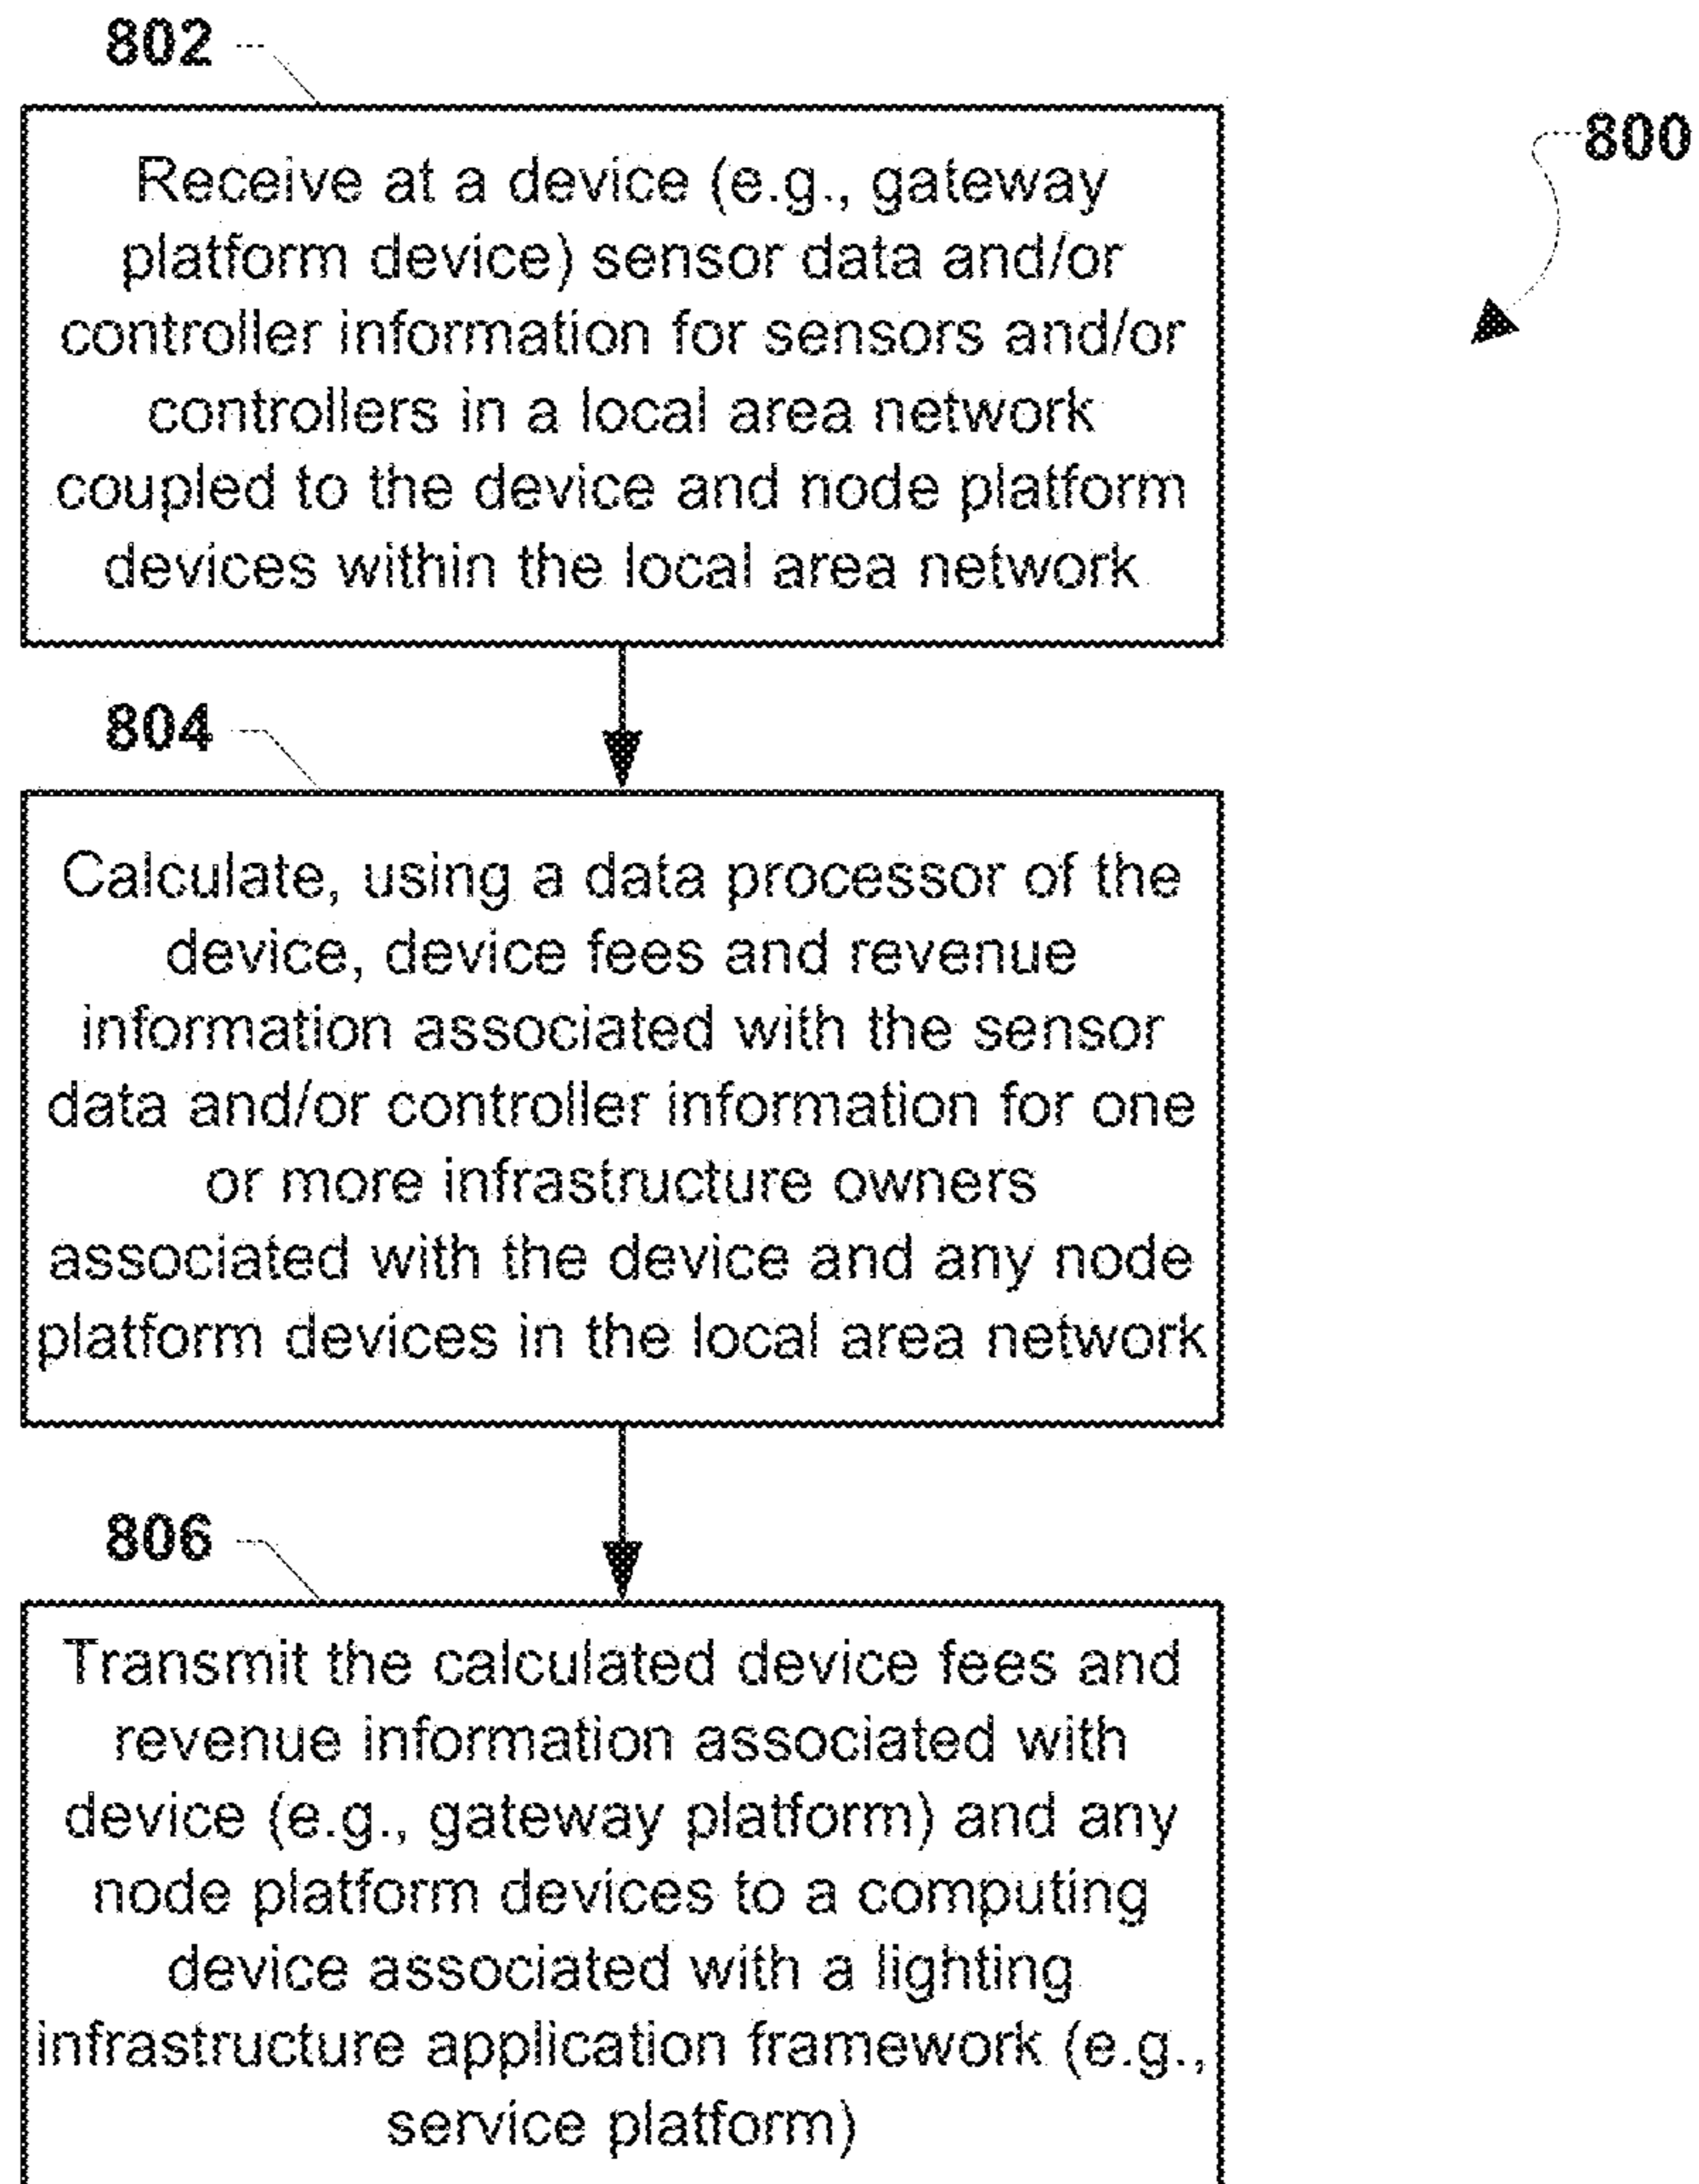 802
800
Receive at a device (e.g., gateway
platform device) sensor data and/or
controller information for sensors and/or
controllers in a local area network
coupled to the device and node platform
devices within the local area network
804
Calculate, using a data processor of the
device, device fees and revenue
information associated with the sensor
data and/or controller information for one
or more infrastructure owners
associated with the device and any node
platform devices in the local area network
806
Transmit the calculated device fees and
revenue information associated with
device (e.g., gateway platform) and any
node platform devices to a computing
device associated with a lighting
infrastructure application framework (e.g.,
service platform)